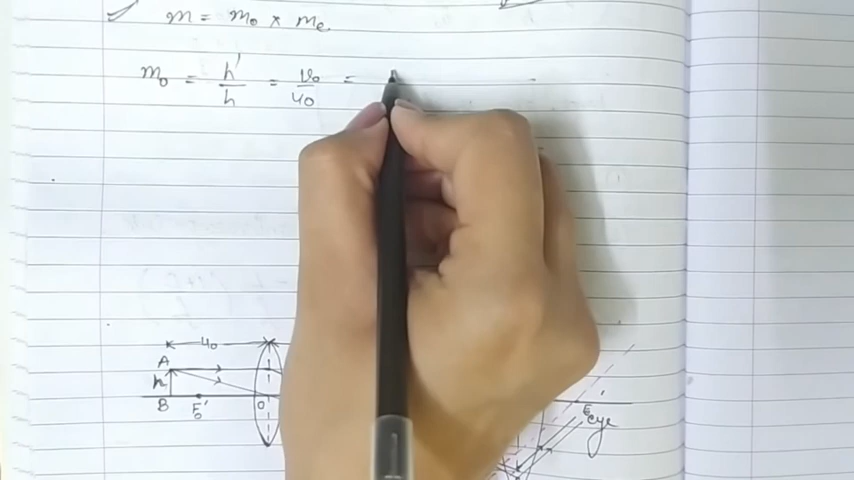 m = m₀ × mₑ
m₀ = h'/h = v₀/u₀ =
u₀
A
h
B F₀' O
Eye